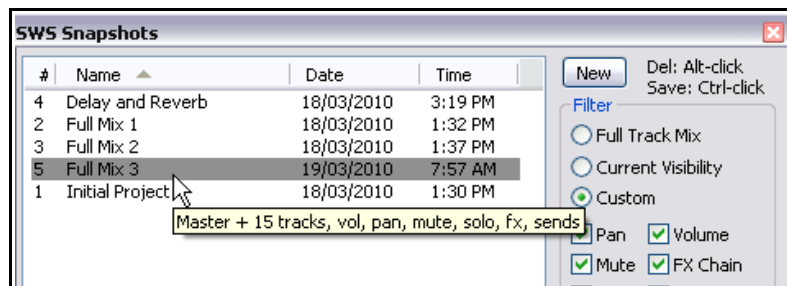 SWS Snapshots
# Name Date Time
4 Delay and Reverb 18/03/2010 3:19 PM
2 Full Mix 1 18/03/2010 1:32 PM
3 Full Mix 2 18/03/2010 1:37 PM
5 Full Mix 3 19/03/2010 7:57 AM
1 Initial Project 18/03/2010 1:30 PM
Master + 15 tracks, vol, pan, mute, solo, fx, sends
New
Del: Alt-click
Save: Ctrl-click
Filter
Full Track Mix
Current Visibility
Custom
Pan Volume
Mute FX Chain